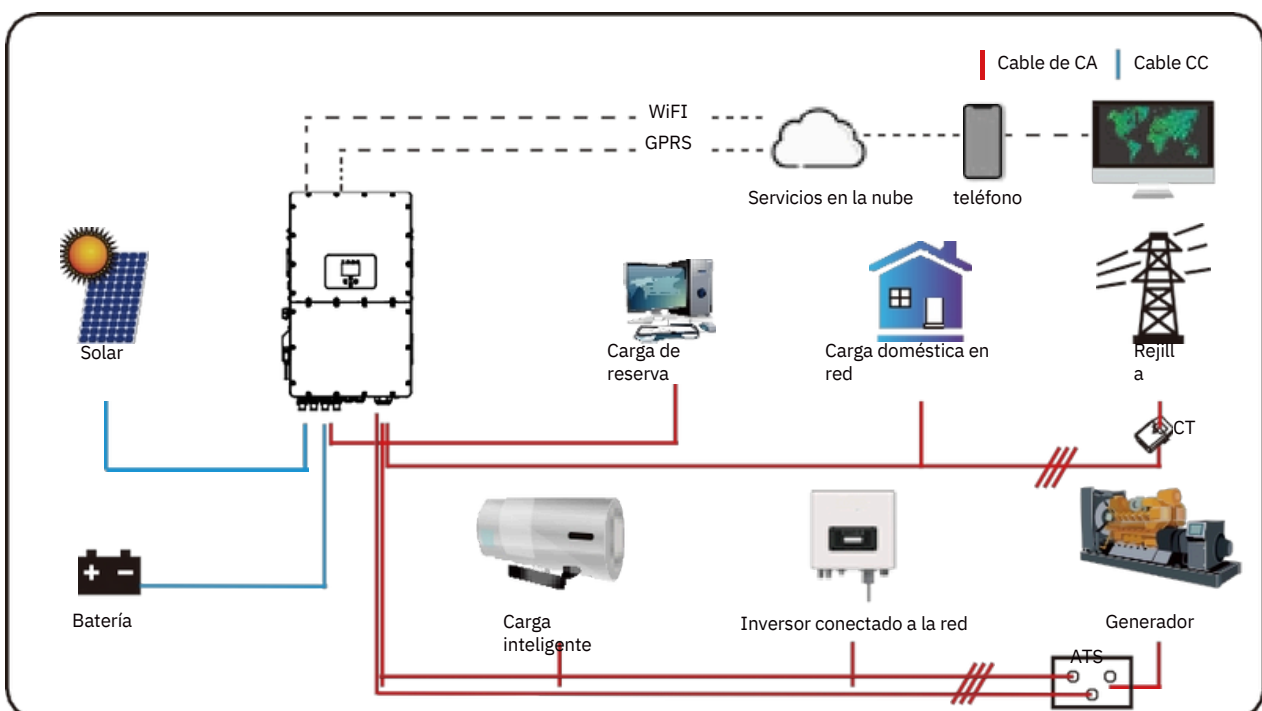 Cable de CA
Cable CC
WiFI
GPRS
Servicios en la nube
teléfono
Solar
Carga de
reserva
Carga doméstica en
red
Rejill
a
CT
Batería
Carga
inteligente
Inversor conectado a la red
Generador
ATS